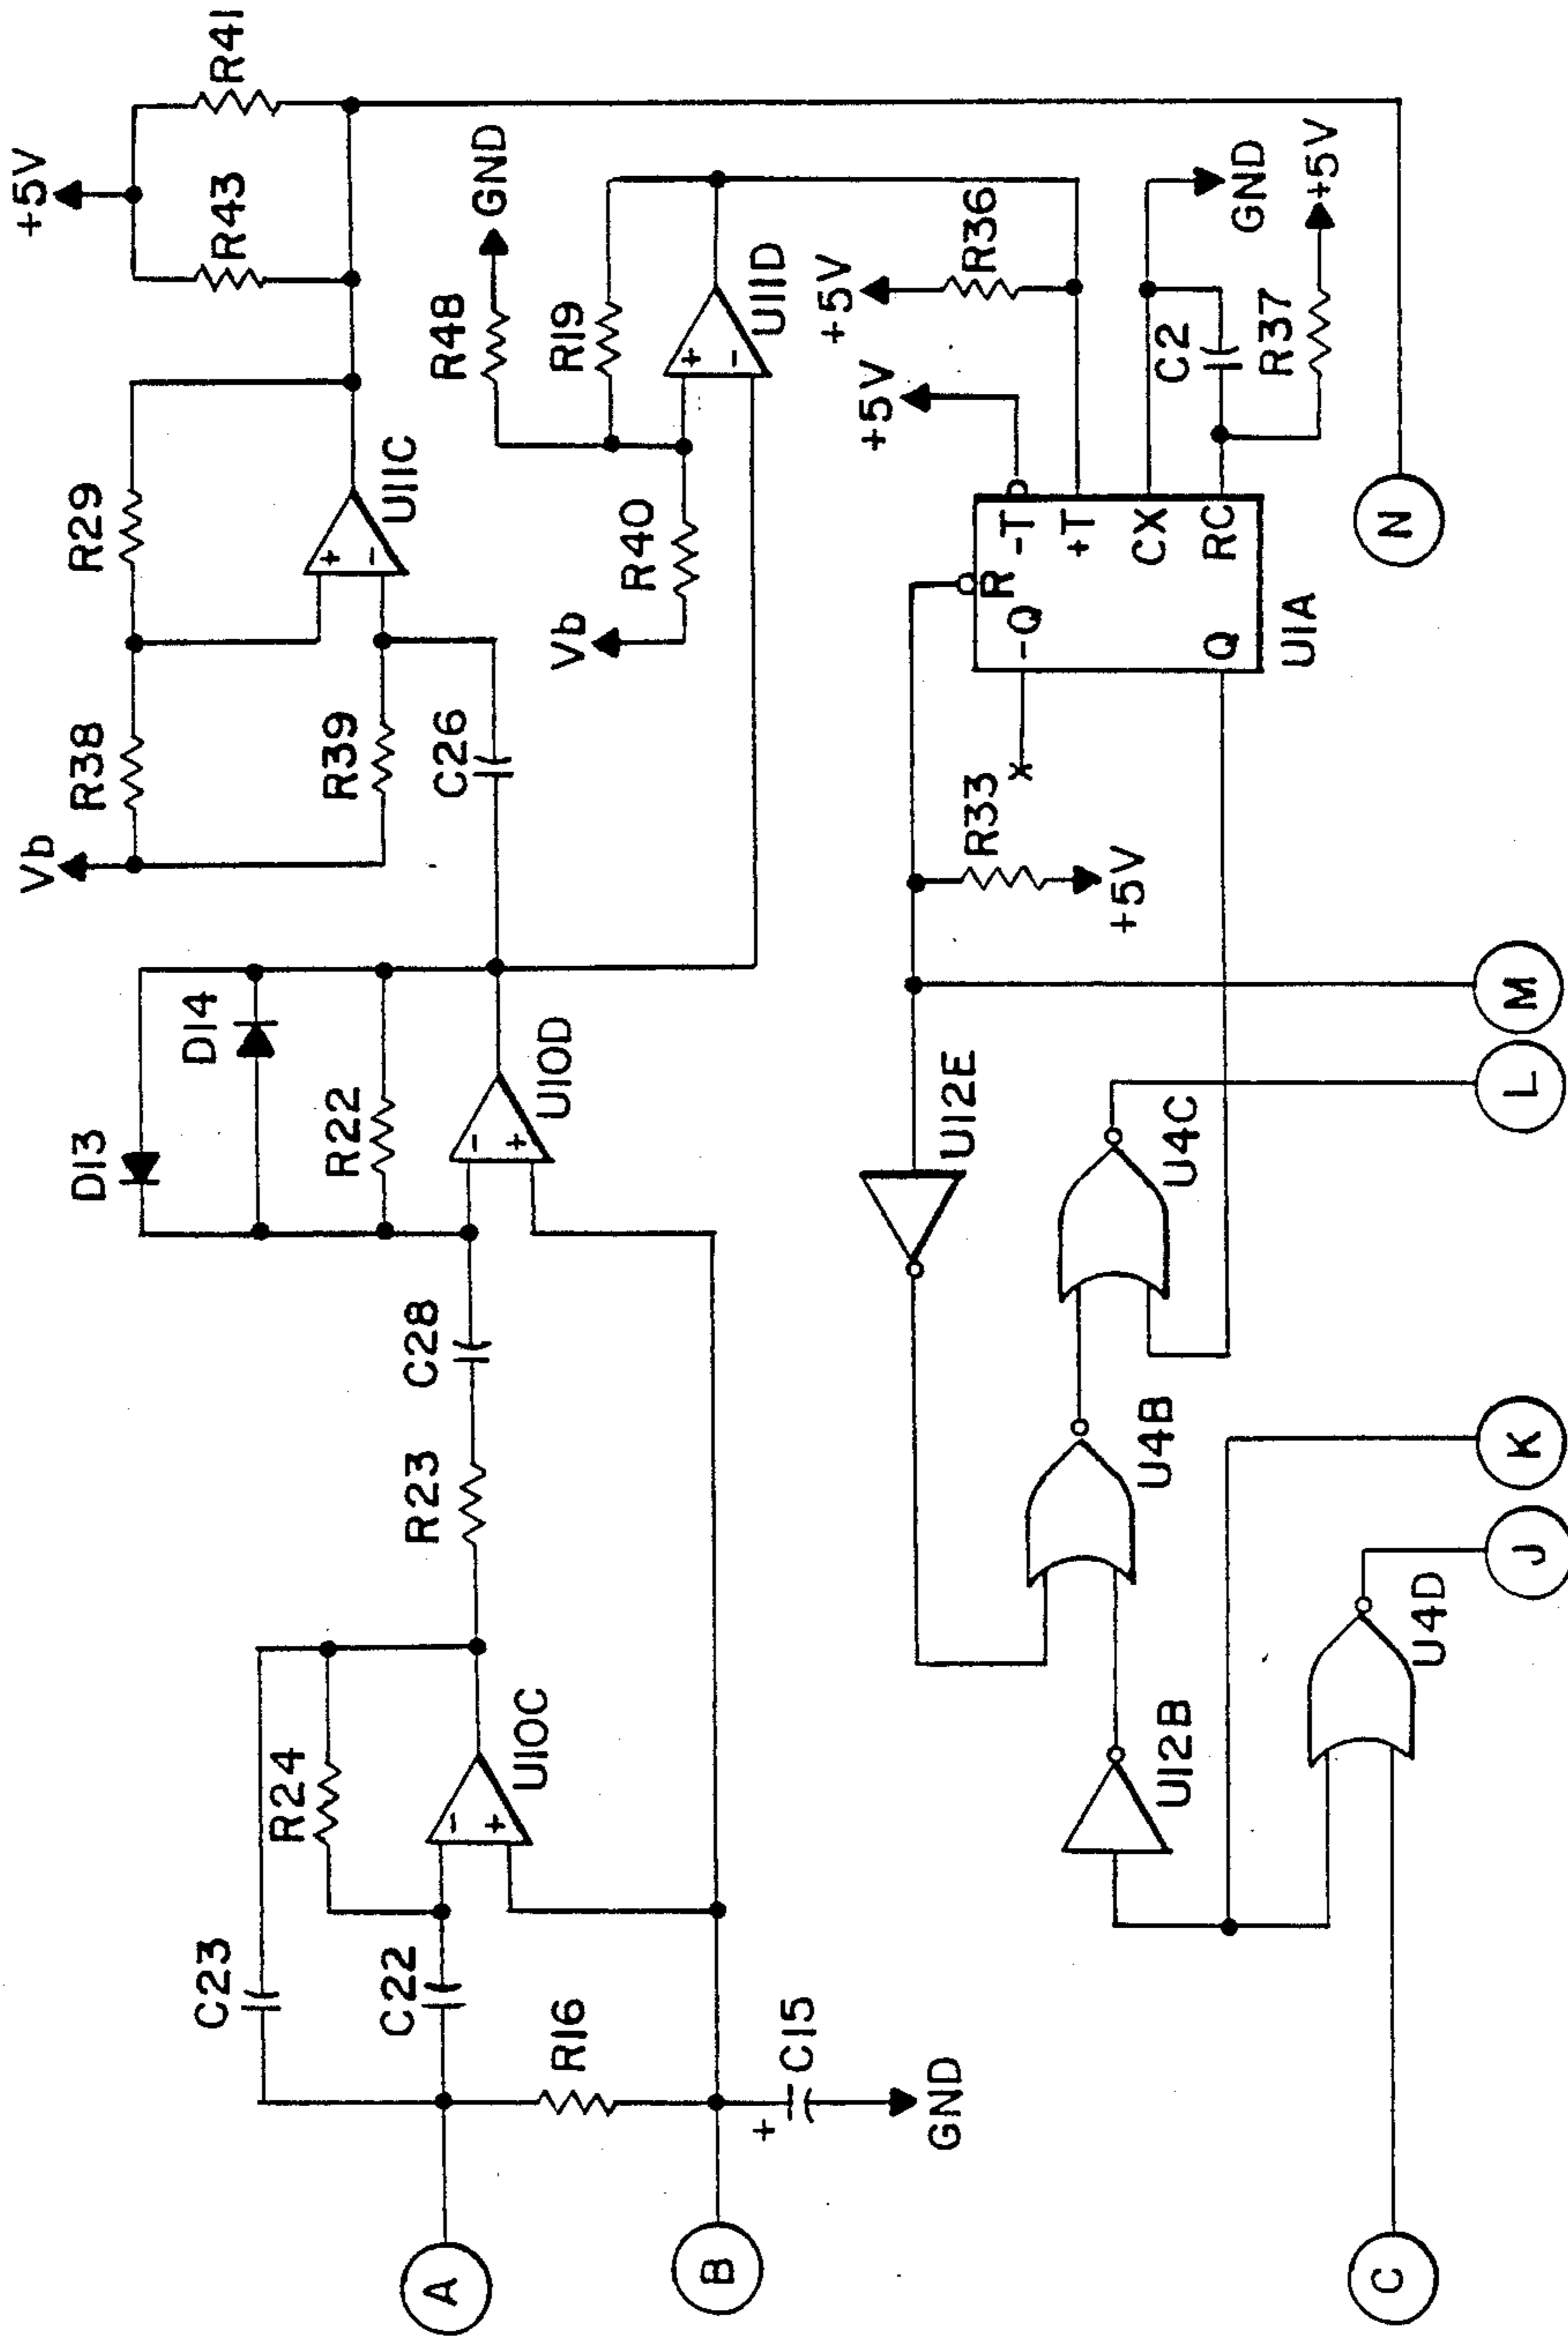 Vb
+5V
D13
R38
R29
C23
D14
R43
R41
R24
R22
R39
+
-
U11C
A
C22
R23
C28
C26
R48
GND
-
+
U10C
-
+
U10D
R16
Vb
R40
R19
+
-
U11D
B
+
C15
GND
+5V
+5V
R36
U12E
R33
x
+5V
R
-Q
-T
+T
CX
Q
RC
U1A
C2
GND
R37
+5V
U12B
U4B
U4C
C
U4D
N
J
K
L
M